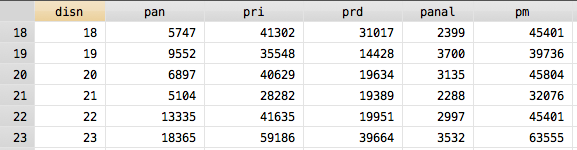 disn pan pri prd panal pm
18 18 5747 41302 31017 2399 45401
19 19 9552 35548 14428 3700 39736
20 20 6897 40629 19634 3135 45804
21 21 5104 28282 19389 2288 32076
22 22 13335 41635 19951 2997 45401
23 23 18365 59186 39664 3532 63555